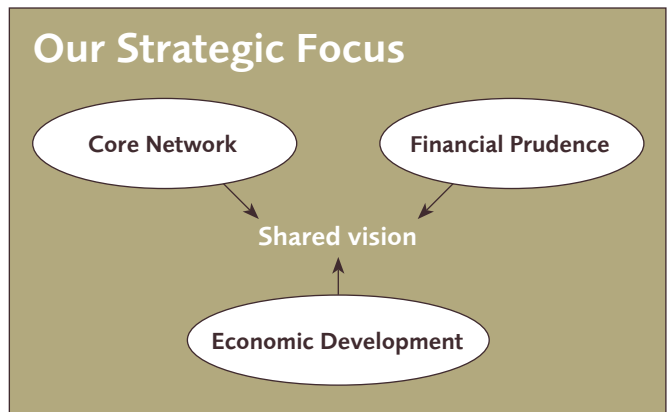 Our Strategic Focus
Core Network
Financial Prudence
Shared vision
Economic Development